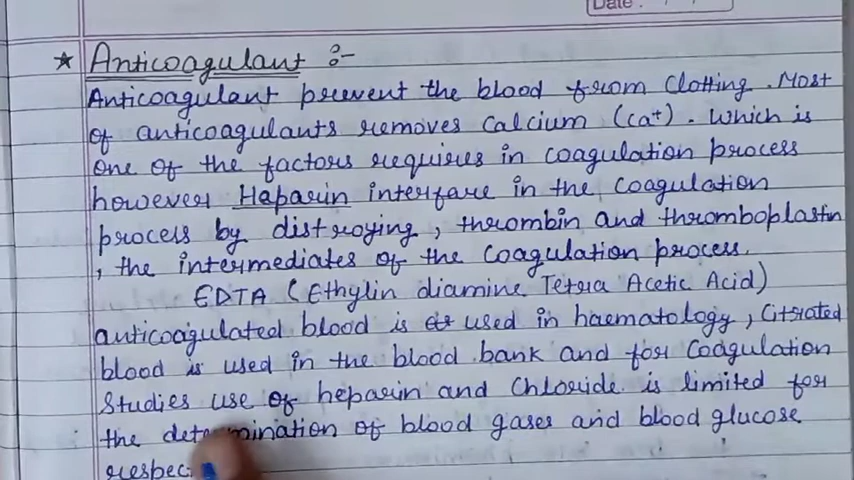 Date :
★ Anticoagulant :-
Anticoagulant prevent the blood from Clotting. Most
of anticoagulants removes Calcium (ca+). Which is
one of the factors requires in coagulation process
however Heparin interfare in the coagulation
process by distroying, thrombin and thromboplastin
, the intermediates of the coagulation process.
EDTA (Ethylin diamine Tetra Acetic Acid)
anticoagulated blood is used in haematology, Citrated
blood is used in the blood bank and for Coagulation
Studies use of heparin and Chloride is limited for
the determination of blood gases and blood glucose
respec